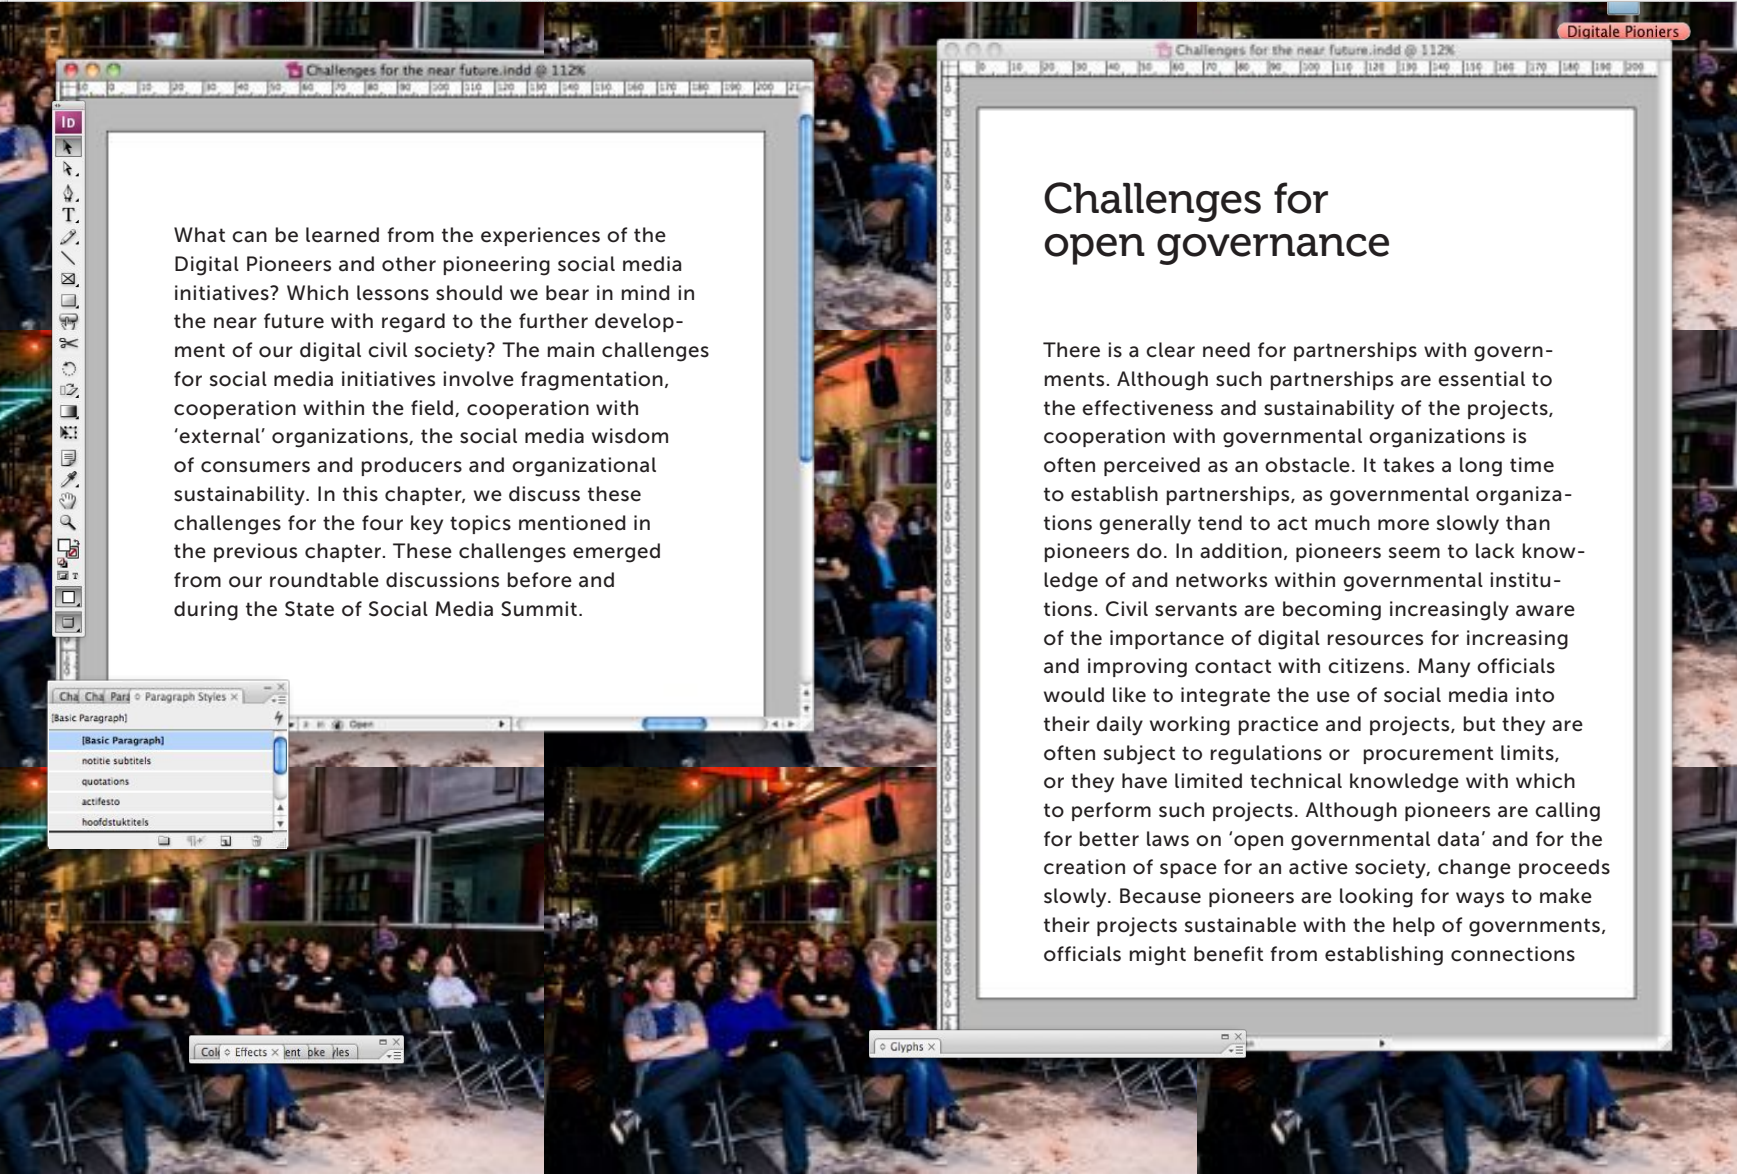 Digitale Pioniers
Challenges for the near future.indd @ 112%
What can be learned from the experiences of the
Digital Pioneers and other pioneering social media
initiatives? Which lessons should we bear in mind in
the near future with regard to the further develop-
ment of our digital civil society? The main challenges
for social media initiatives involve fragmentation,
cooperation within the field, cooperation with
‘external’ organizations, the social media wisdom
of consumers and producers and organizational
sustainability. In this chapter, we discuss these
challenges for the four key topics mentioned in
the previous chapter. These challenges emerged
from our roundtable discussions before and
during the State of Social Media Summit.
Open
ID
Cha Cha Para Paragraph Styles
[Basic Paragraph]
[Basic Paragraph]
notitie subtitels
quotations
actifesto
hoofdstuktitels
Effects
Challenges for the near future.indd @ 112%
Challenges for
open governance
There is a clear need for partnerships with govern-
ments. Although such partnerships are essential to
the effectiveness and sustainability of the projects,
cooperation with governmental organizations is
often perceived as an obstacle. It takes a long time
to establish partnerships, as governmental organiza-
tions generally tend to act much more slowly than
pioneers do. In addition, pioneers seem to lack know-
ledge of and networks within governmental institu-
tions. Civil servants are becoming increasingly aware
of the importance of digital resources for increasing
and improving contact with citizens. Many officials
would like to integrate the use of social media into
their daily working practice and projects, but they are
often subject to regulations or  procurement limits,
or they have limited technical knowledge with which
to perform such projects. Although pioneers are calling
for better laws on ‘open governmental data’ and for the
creation of space for an active society, change proceeds
slowly. Because pioneers are looking for ways to make
their projects sustainable with the help of governments,
officials might benefit from establishing connections
Glyphs